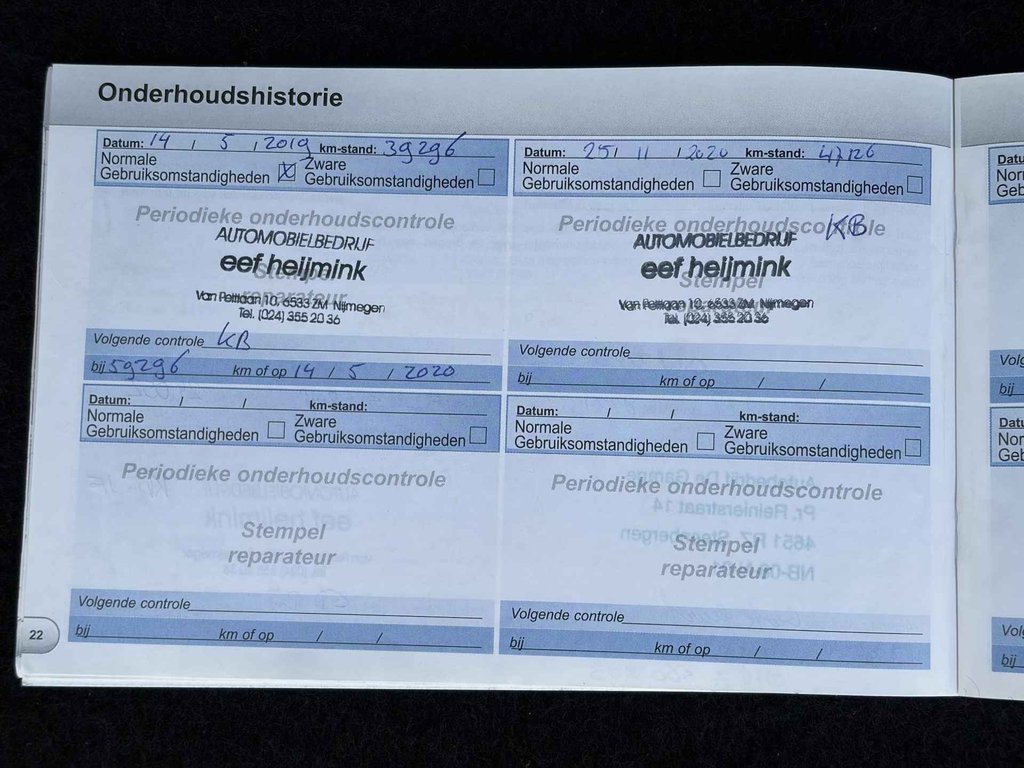 Onderhoudshistorie
Datum: 14 / 5 / 2019 km-stand: 39296
Normale Gebruiksomstandigheden X Zware Gebruiksomstandigheden
Periodieke onderhoudscontrole
AUTOMOBIELBEDRIJF
eef heijmink
Stempel
reparateur
Van Peltlaan 10, 6533 ZM Nijmegen
Tel. (024) 355 20 36
Volgende controle KB
bij 59296 km of op 14 / 5 / 2020
Datum: 25 / 11 / 2020 km-stand: 47126
Normale Gebruiksomstandigheden Zware Gebruiksomstandigheden
Periodieke onderhoudscontrole
KB
AUTOMOBIELBEDRIJF
eef heijmink
Stempel
Van Peltlaan 10, 6533 ZM Nijmegen
Tel. (024) 355 20 36
Volgende controle
bij km of op / /
Datum: / / km-stand:
Normale Gebruiksomstandigheden Zware Gebruiksomstandigheden
Periodieke onderhoudscontrole
Stempel
reparateur
Volgende controle
bij km of op / /
Datum: / / km-stand:
Normale Gebruiksomstandigheden Zware Gebruiksomstandigheden
Periodieke onderhoudscontrole
Stempel
reparateur
Volgende controle
bij km of op / /
22